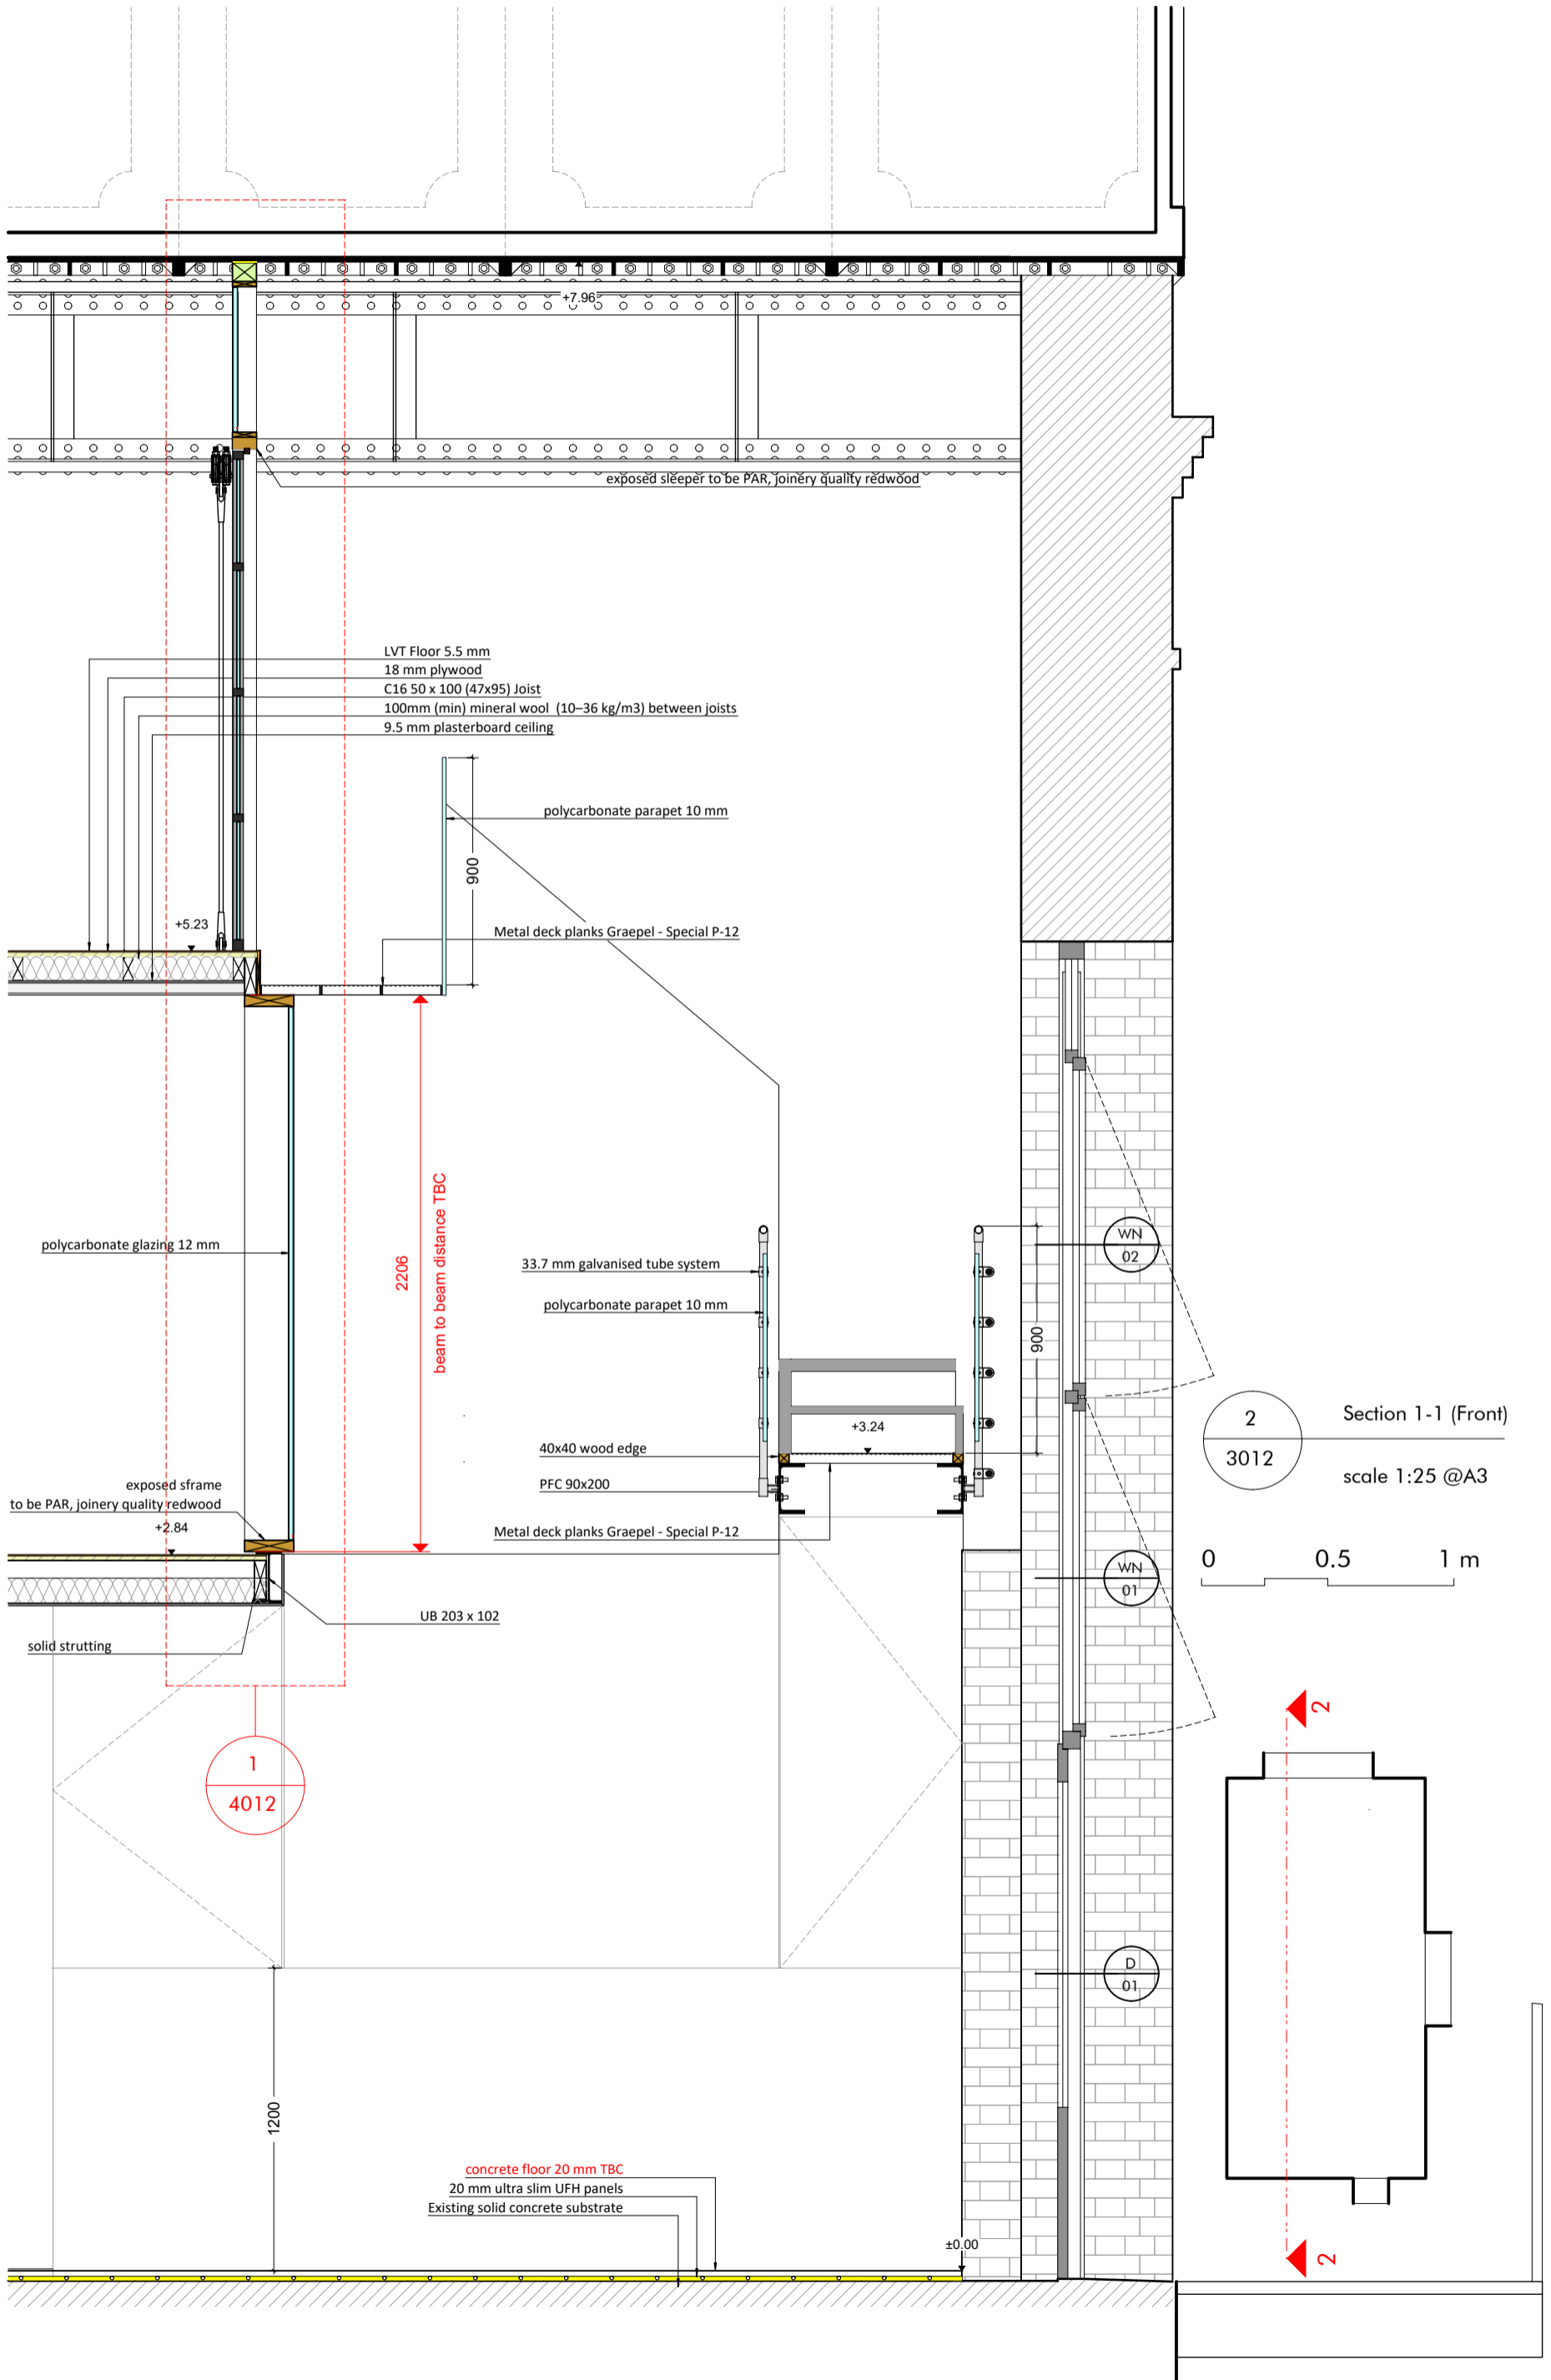 +7.96
exposed sleeper to be PAR, joinery quality redwood
LVT Floor 5.5 mm
18 mm plywood
C16 50 x 100 (47x95) Joist
100mm (min) mineral wool (10–36 kg/m3) between joists
9.5 mm plasterboard ceiling
polycarbonate parapet 10 mm
900
+5.23
Metal deck planks Graepel - Special P-12
2206
beam to beam distance TBC
polycarbonate glazing 12 mm
33.7 mm galvanised tube system
polycarbonate parapet 10 mm
WN
02
900
+3.24
40x40 wood edge
PFC 90x200
Metal deck planks Graepel - Special P-12
exposed sframe
to be PAR, joinery quality redwood
+2.84
UB 203 x 102
solid strutting
2
3012
Section 1-1 (Front)
scale 1:25 @A3
0 0.5 1 m
WN
01
1
4012
2
D
01
1200
concrete floor 20 mm TBC
20 mm ultra slim UFH panels
Existing solid concrete substrate
±0.00
2